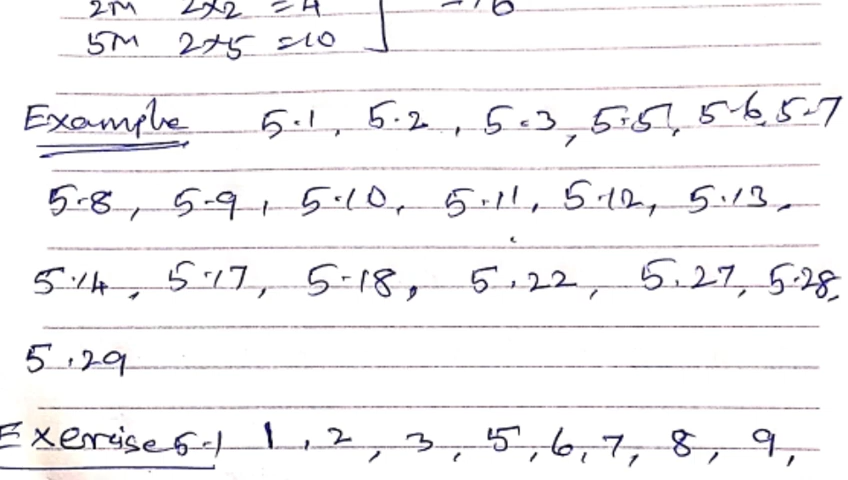 2M 2×2 = 4
5M 2×5 = 10
Example 5.1, 5.2, 5.3, 5.5, 5.6, 5.7
5.8, 5.9, 5.10, 5.11, 5.12, 5.13.
5.14, 5.17, 5.18, 5.22, 5.27, 5.28,
5.29
Exercise 5.1 1, 2, 3, 5, 6, 7, 8, 9,